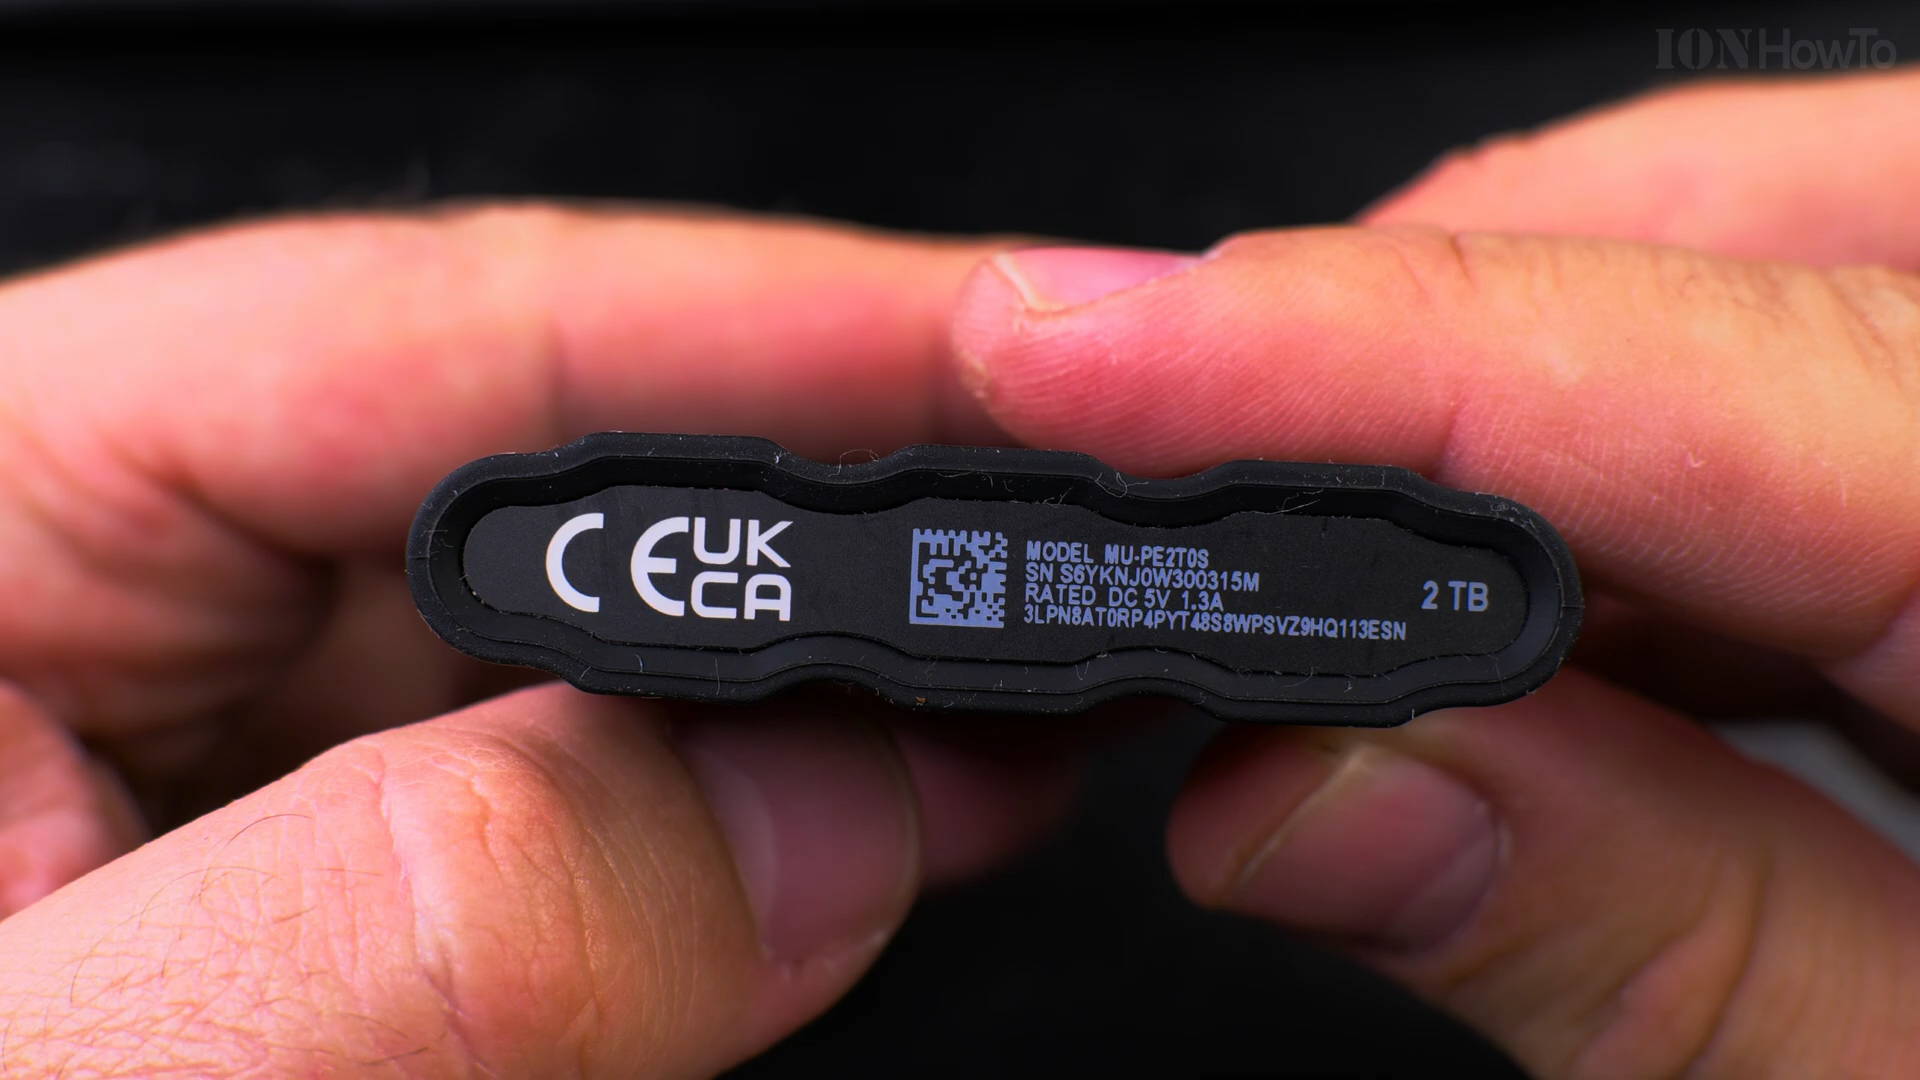 IONHowTo
CE UK
CA
MODEL MU-PE2T0S
SN S6YKNJ0W300315M
RATED DC 5V 1.3A
3LPN8AT0RP4PYT48S8WPSVZ9HQ113ESN
2 TB